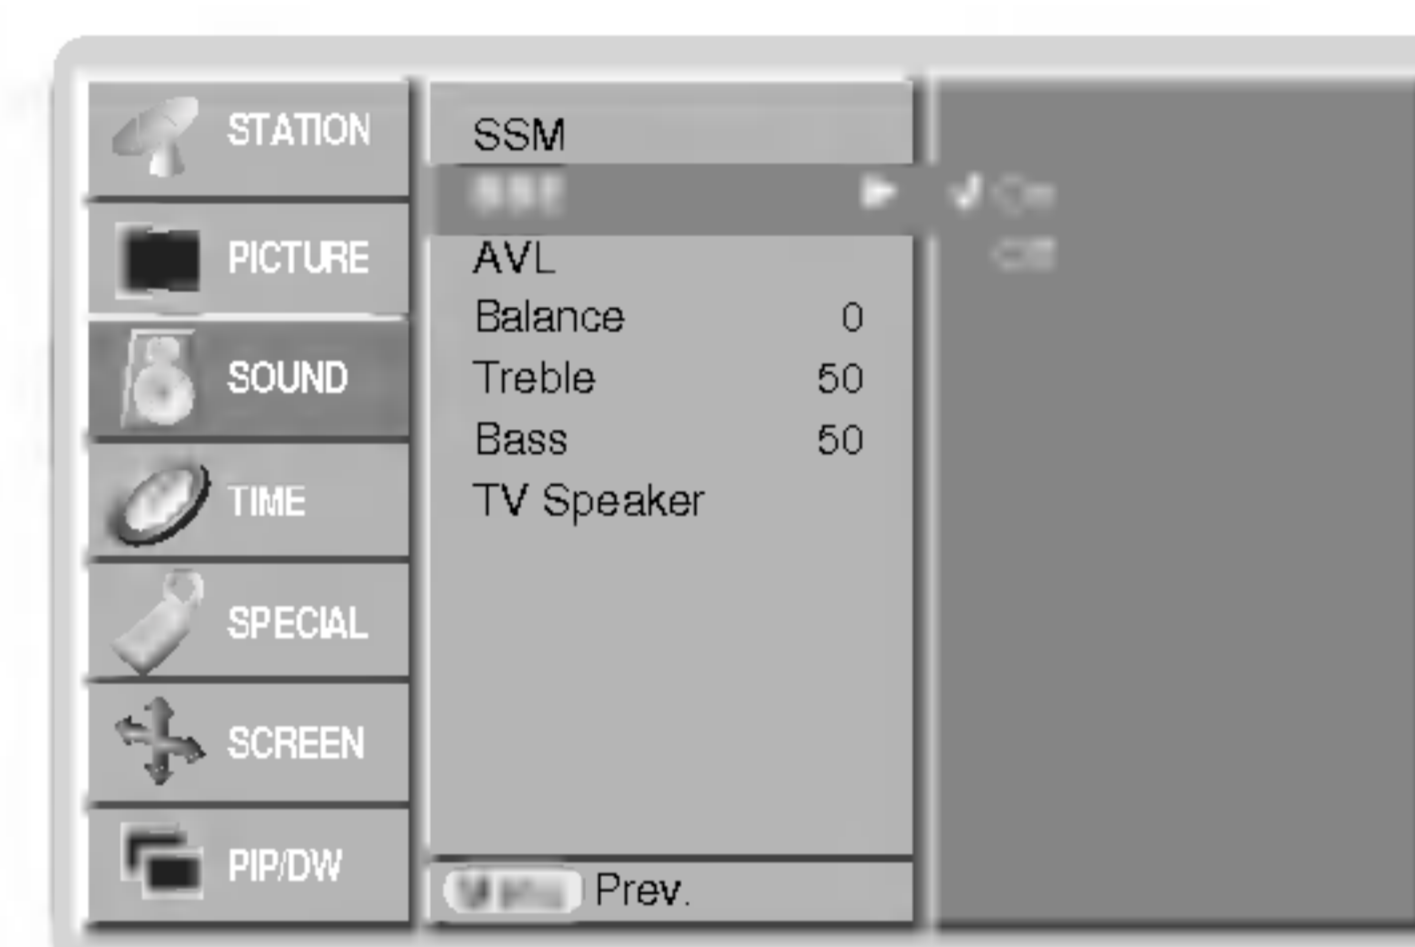 STATION
PICTURE
SOUND
TIME
SPECIAL
SCREEN
PIP/DW
SSM
AVL
Balance 0
Treble 50
Bass 50
TV Speaker
Prev.